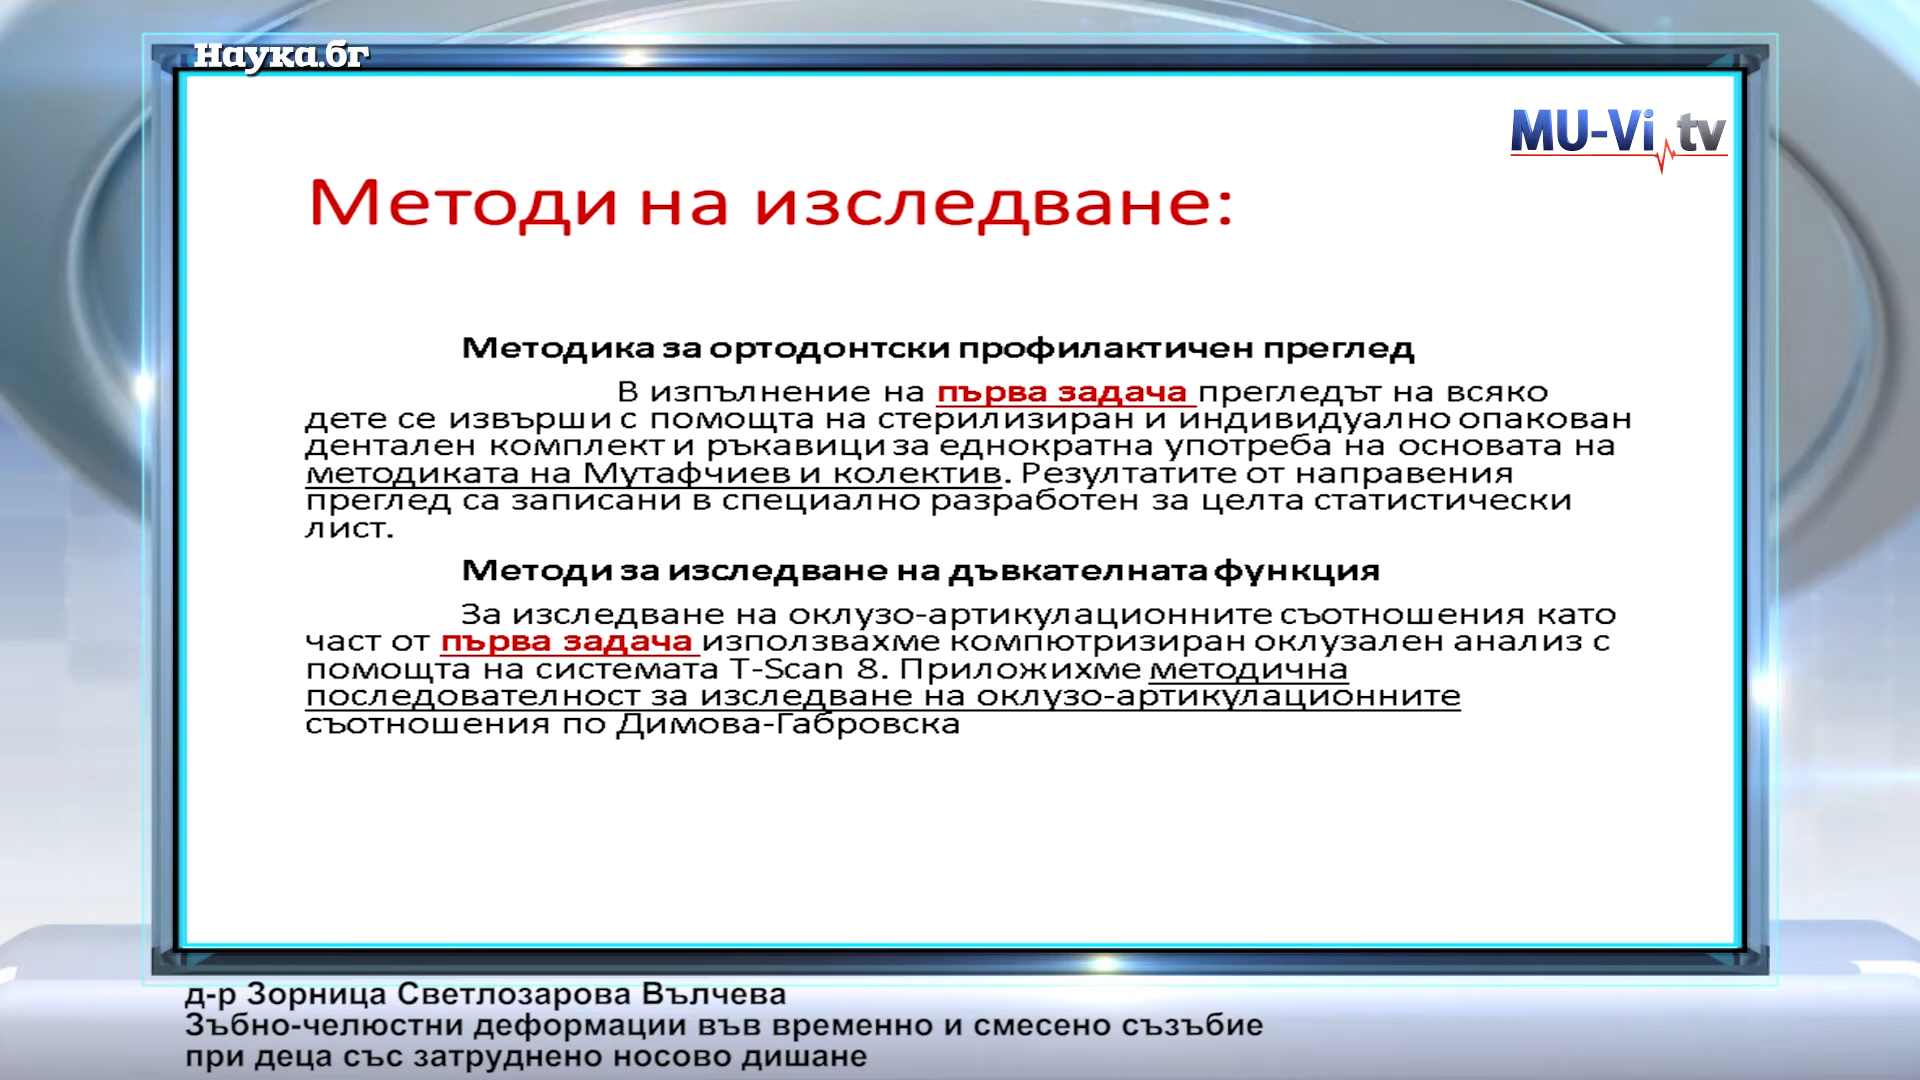 Наука.бг
MU-Vi tv
Методи на изследване:
Методика за ортодонтски профилактичен преглед
В изпълнение на първа задача прегледът на всяко
дете се извърши с помощта на стерилизиран и индивидуално опакован
дентален комплект и ръкавици за еднократна употреба на основата на
методиката на Мутафчиев и колектив. Резултатите от направения
преглед са записани в специално разработен за целта статистически
лист.
Методи за изследване на дъвкателната функция
За изследване на оклузо-артикулационните съотношения като
част от първа задача използвахме компютризиран оклузален анализ с
помощта на системата T-Scan 8. Приложихме методична
последователност за изследване на оклузо-артикулационните
съотношения по Димова-Габровска
д-р Зорница Светлозарова Вълчева
Зъбно-челюстни деформации във временно и смесено съзъбие
при деца със затруднено носово дишане